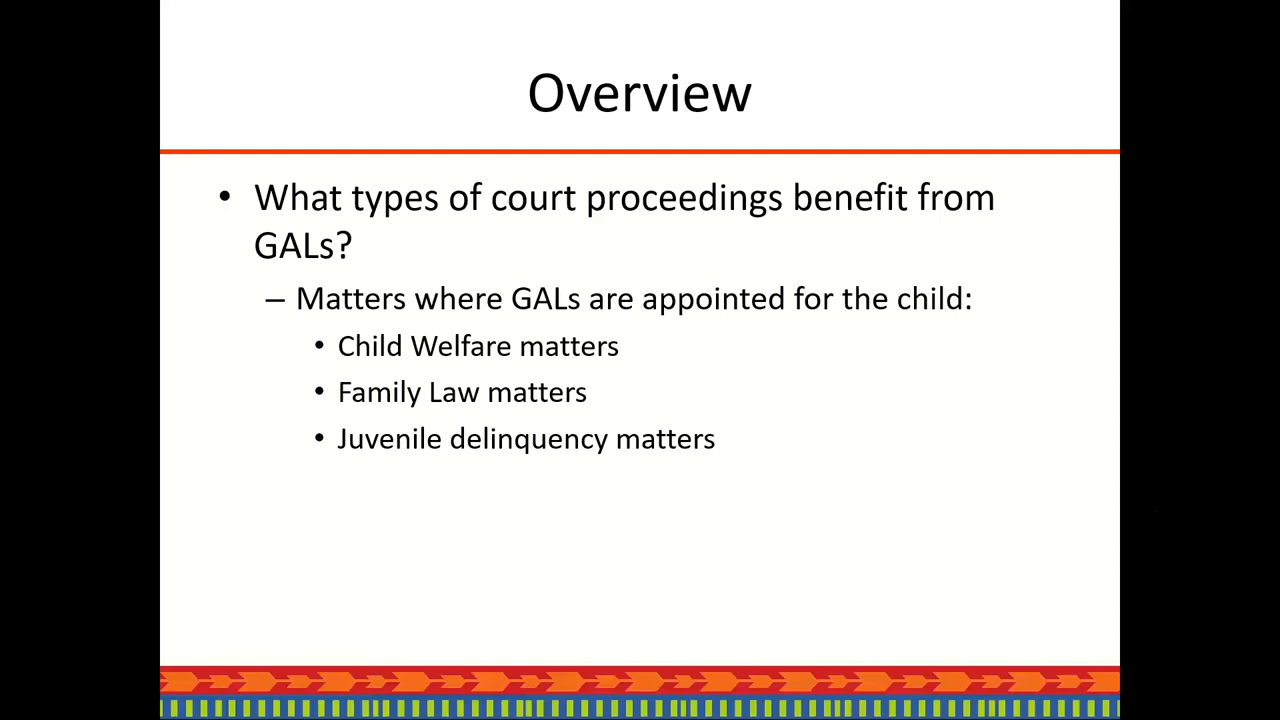 Overview
• What types of court proceedings benefit from
GALs?
– Matters where GALs are appointed for the child:
• Child Welfare matters
• Family Law matters
• Juvenile delinquency matters